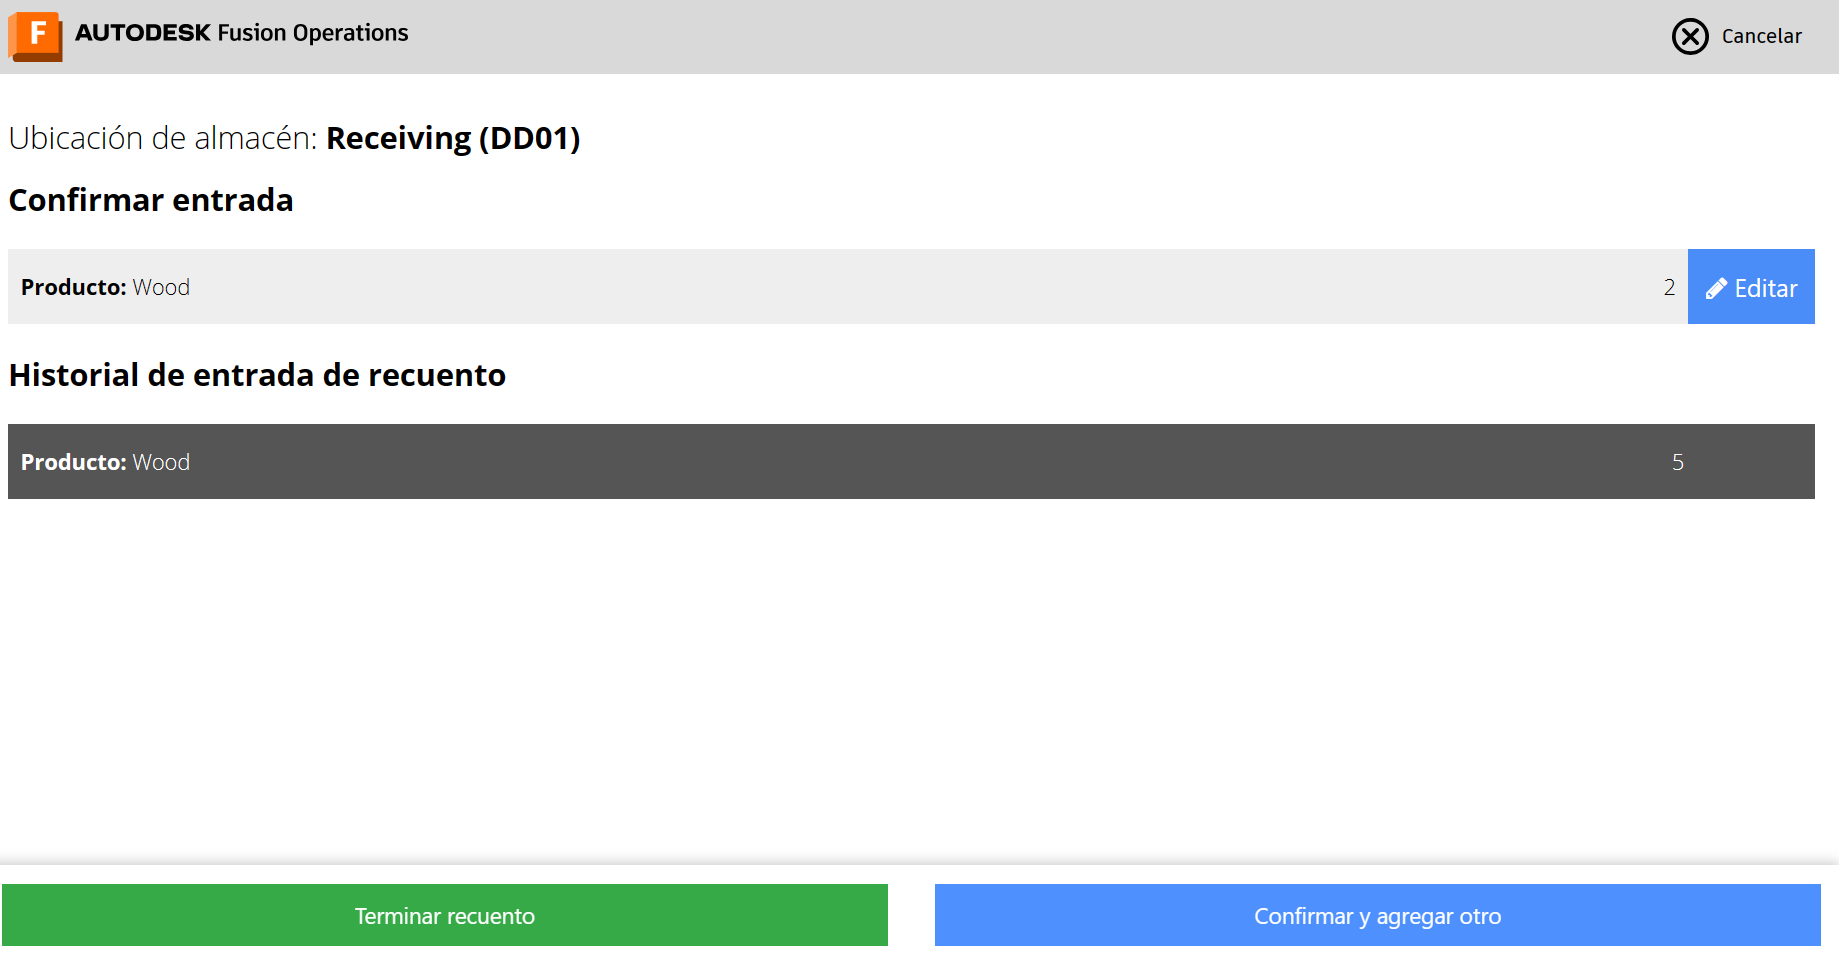 F AUTODESK Fusion Operations
Cancelar
Ubicación de almacén: Receiving (DD01)
Confirmar entrada
Producto: Wood 2 Editar
Historial de entrada de recuento
Producto: Wood 5
Terminar recuento
Confirmar y agregar otro